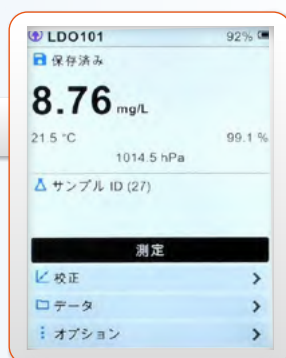 LDO101 92%
保存済み
8.76 mg/L
21.5 °C 99.1 %
1014.5 hPa
サンプル ID (27)
測定
校正
データ
オプション